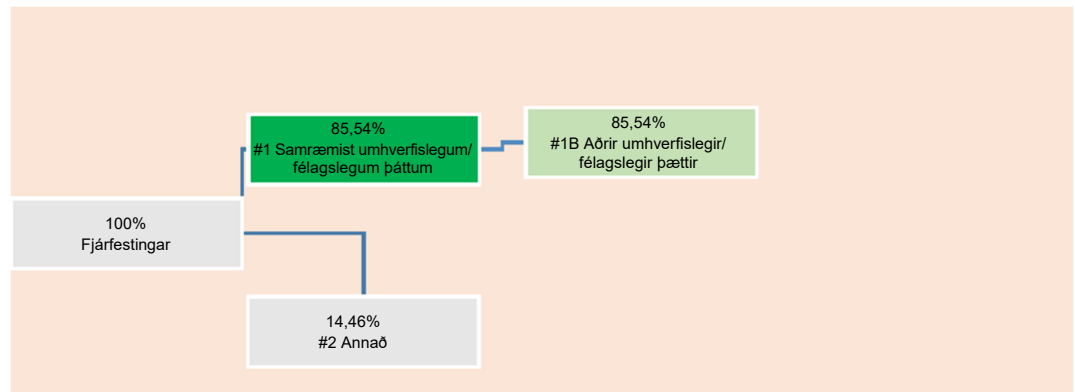 85,54%
#1 Samræmist umhverfislegum/
félagslegum þáttum
85,54%
#1B Aðrir umhverfislegir/
félagslegir þættir
100%
Fjárfestingar
14,46%
#2 Annað